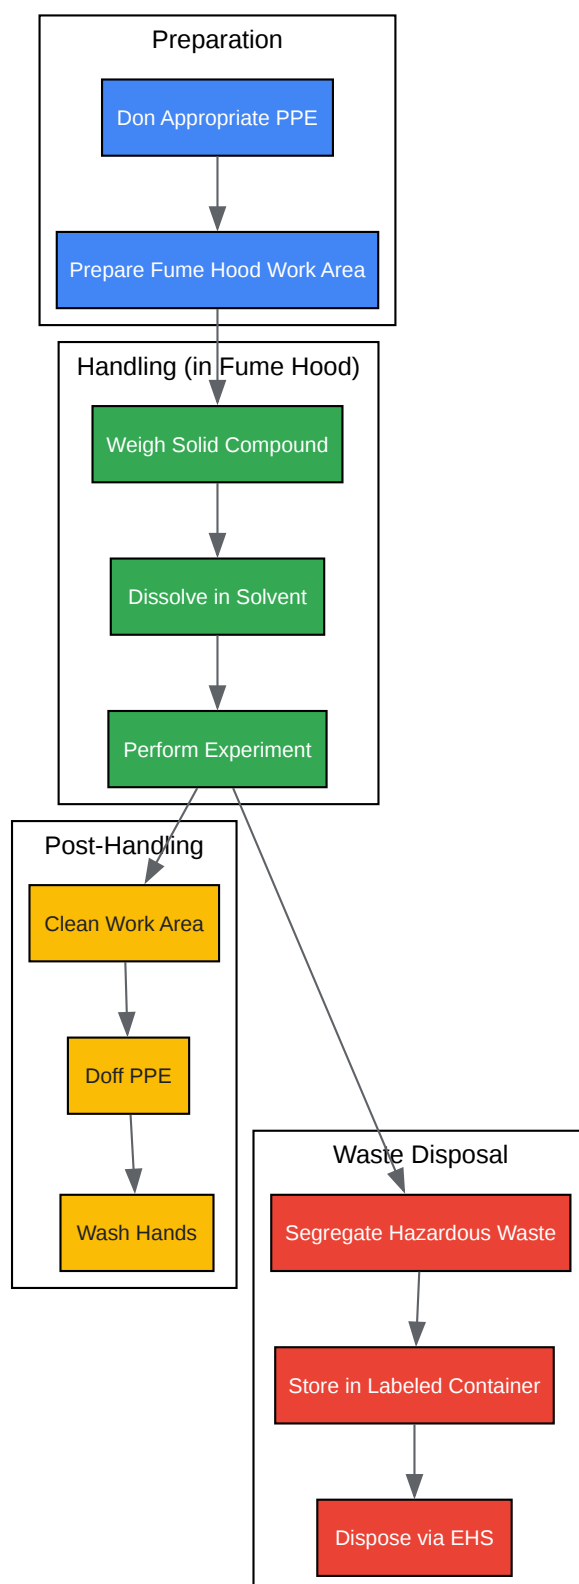 Preparation
Don Appropriate PPE
Prepare Fume Hood Work Area
Handling (in Fume Hood)
Weigh Solid Compound
Dissolve in Solvent
Perform Experiment
Post-Handling
Clean Work Area
Doff PPE
Wash Hands
Waste Disposal
Segregate Hazardous Waste
Store in Labeled Container
Dispose via EHS